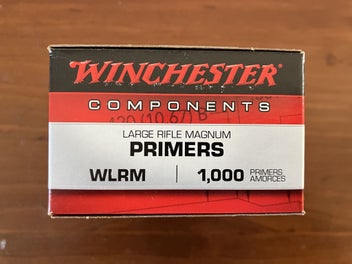 WINCHESTER
COMPONENTS
LARGE RIFLE MAGNUM
PRIMERS
WLRM
1,000 PRIMERS
AMORCES